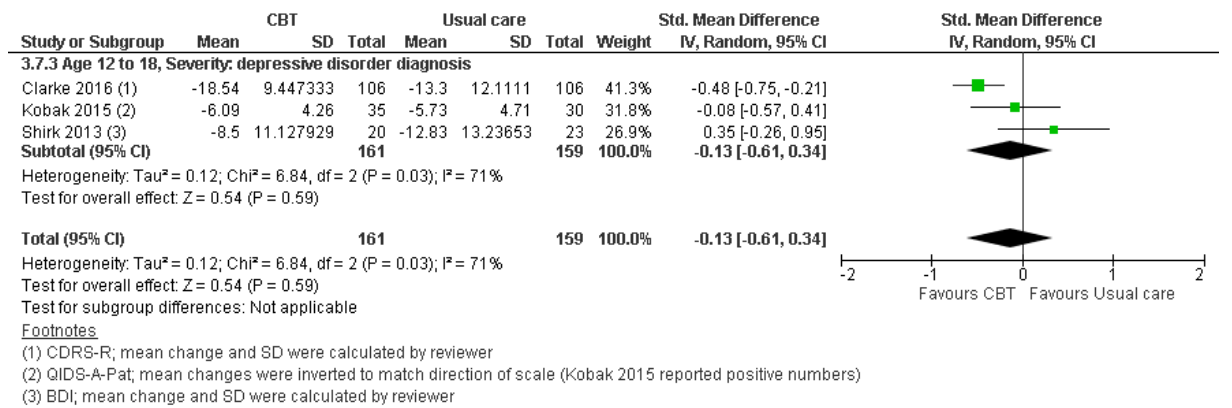 CBT Usual care Std. Mean Difference Std. Mean Difference
Study or Subgroup Mean SD Total Mean SD Total Weight IV, Random, 95% CI IV, Random, 95% CI
3.7.3 Age 12 to 18, Severity: depressive disorder diagnosis
Clarke 2016 (1) -18.54 9.447333 106 -13.3 12.1111 106 41.3% -0.48 [-0.75, -0.21]
Kobak 2015 (2) -6.09 4.26 35 -5.73 4.71 30 31.8% -0.08 [-0.57, 0.41]
Shirk 2013 (3) -8.5 11.127929 20 -12.83 13.23653 23 26.9% 0.35 [-0.26, 0.95]
Subtotal (95% CI) 161 159 100.0% -0.13 [-0.61, 0.34]
Heterogeneity: Tau² = 0.12; Chi² = 6.84, df = 2 (P = 0.03); I² = 71%
Test for overall effect: Z = 0.54 (P = 0.59)
Total (95% CI) 161 159 100.0% -0.13 [-0.61, 0.34]
Heterogeneity: Tau² = 0.12; Chi² = 6.84, df = 2 (P = 0.03); I² = 71%
Test for overall effect: Z = 0.54 (P = 0.59)
Test for subgroup differences: Not applicable
-2 -1 0 1 2
Favours CBT Favours Usual care
Footnotes
(1) CDRS-R; mean change and SD were calculated by reviewer
(2) QIDS-A-Pat; mean changes were inverted to match direction of scale (Kobak 2015 reported positive numbers)
(3) BDI; mean change and SD were calculated by reviewer